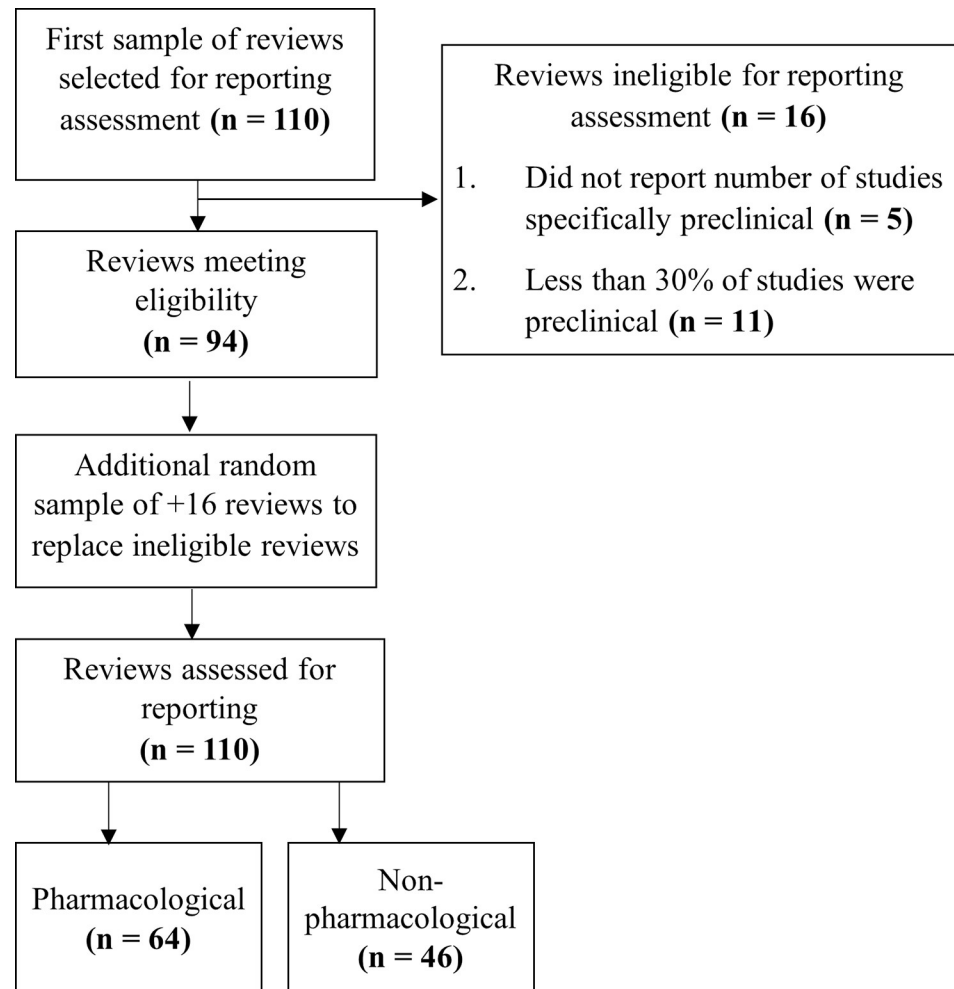 First sample of reviews
selected for reporting
assessment (n = 110)
Reviews ineligible for reporting
assessment (n = 16)
1. Did not report number of studies
specifically preclinical (n = 5)
2. Less than 30% of studies were
preclinical (n = 11)
Reviews meeting
eligibility
(n = 94)
Additional random
sample of +16 reviews to
replace ineligible reviews
Reviews assessed for
reporting
(n = 110)
Pharmacological
(n = 64)
Non-
pharmacological
(n = 46)